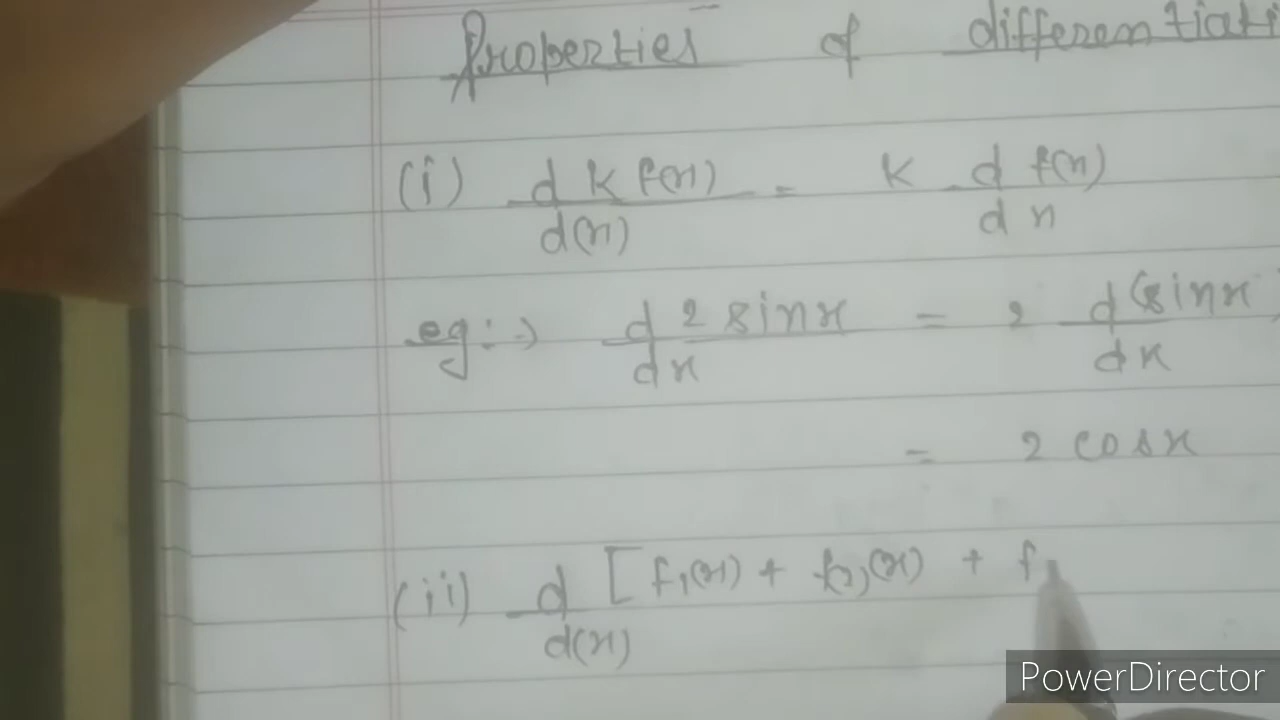 Properties of differentiati
(i) d k f(x) / d(x) = k d f(x) / d x
eg :→ d 2 sinx / dx = 2 d (sinx) / dx
= 2 cosx
(ii) d / d(x) [ f₁(x) + f₂(x) + f
PowerDirector